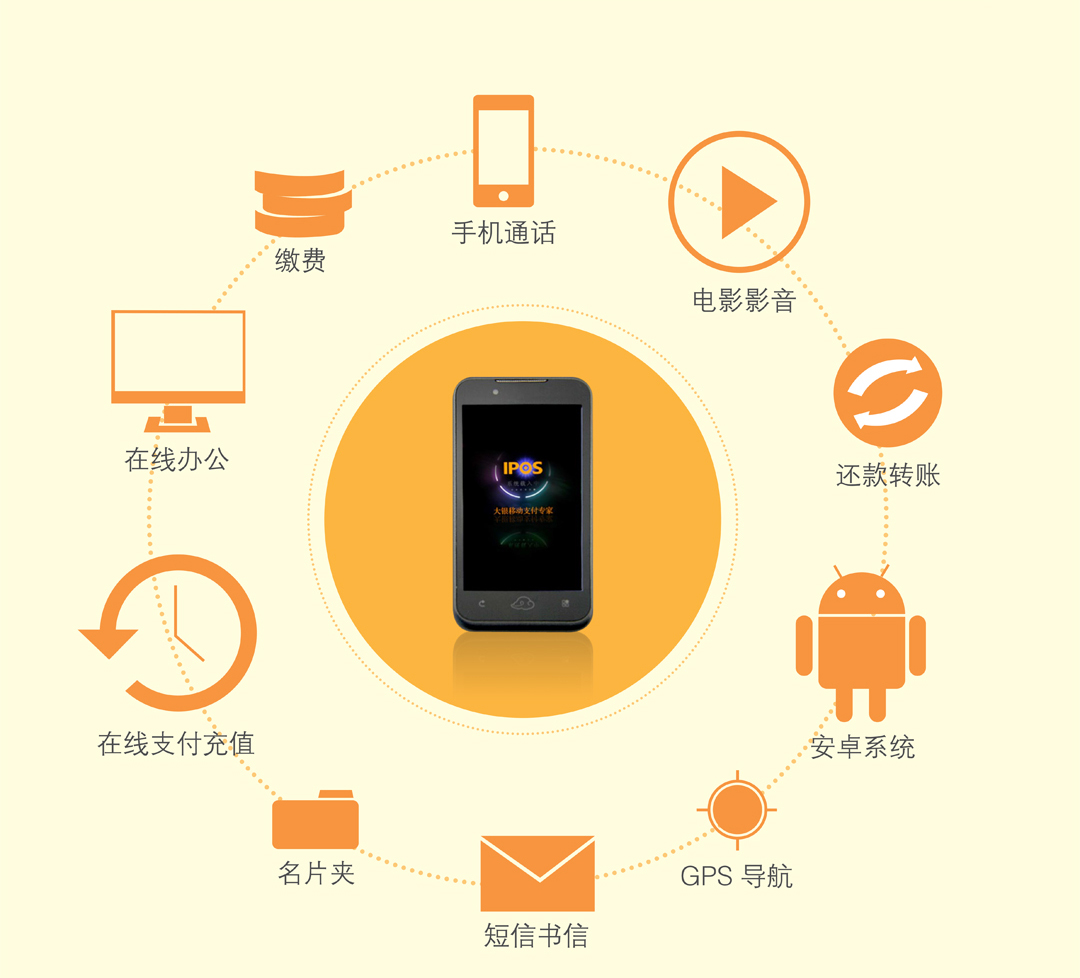 手机通话
缴费
电影影音
在线办公
还款转账
IPOS
大银移动支付专家
在线支付充值
安卓系统
名片夹
GPS 导航
短信书信